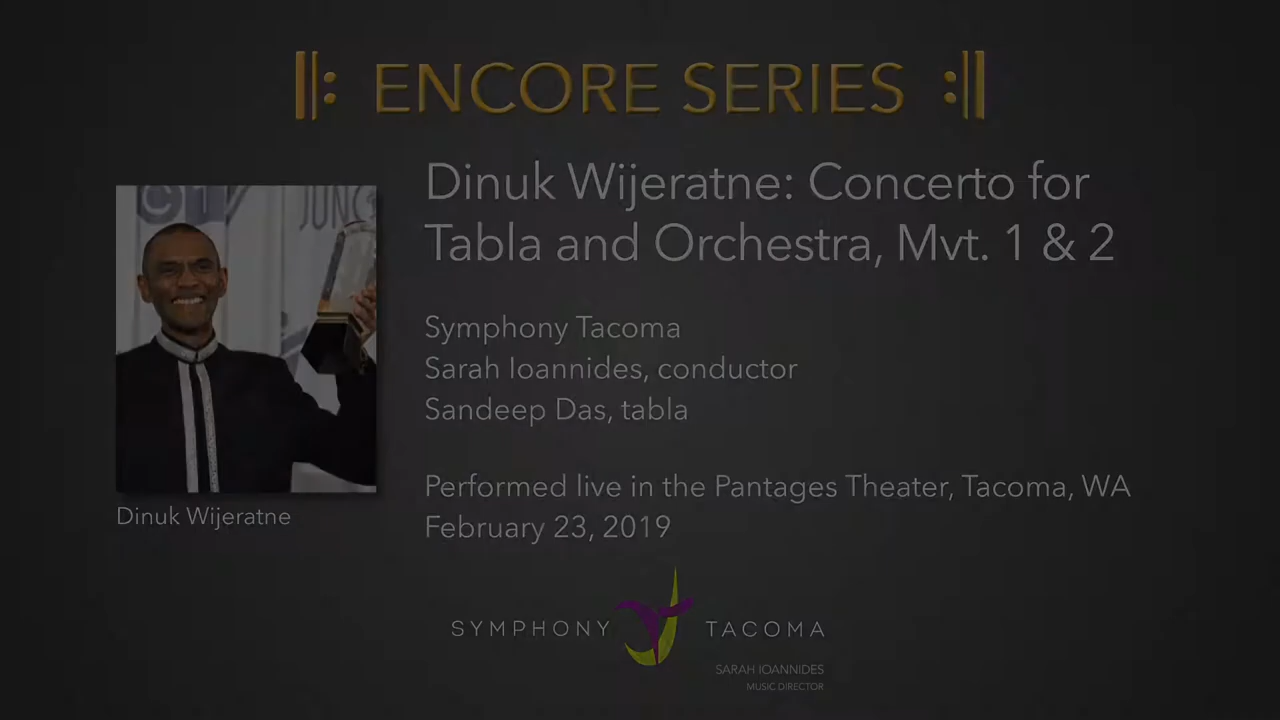 ENCORE SERIES
Dinuk Wijeratne: Concerto for
Tabla and Orchestra, Mvt. 1 & 2
Symphony Tacoma
Sarah Ioannides, conductor
Sandeep Das, tabla
Performed live in the Pantages Theater, Tacoma, WA
February 23, 2019
Dinuk Wijeratne
SYMPHONY TACOMA
SARAH IOANNIDES
MUSIC DIRECTOR